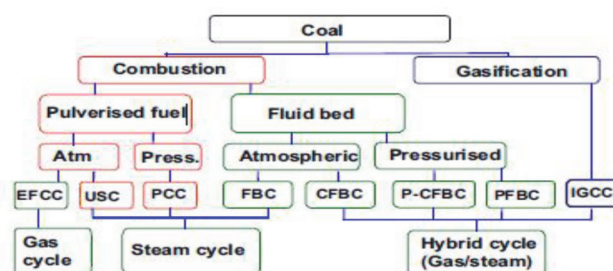 Coal
Combustion
Gasification
Pulverised fuel
Fluid bed
Atm
Press.
Atmospheric
Pressurised
EFCC
USC
PCC
FBC
CFBC
P-CFBC
PFBC
IGCC
Gas
cycle
Steam cycle
Hybrid cycle
(Gas/steam)